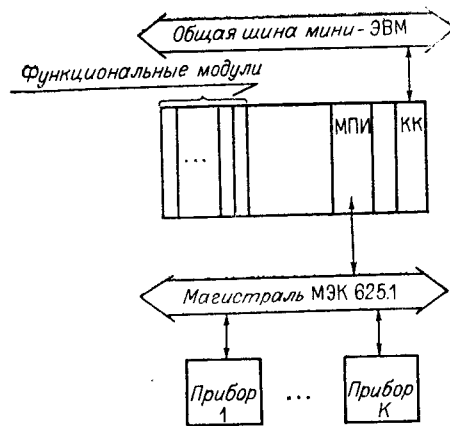 Общая шина мини-ЭВМ
Функциональные модули
...
МПИ
КК
Магистраль МЭК 625.1
Прибор
1
...
Прибор
К